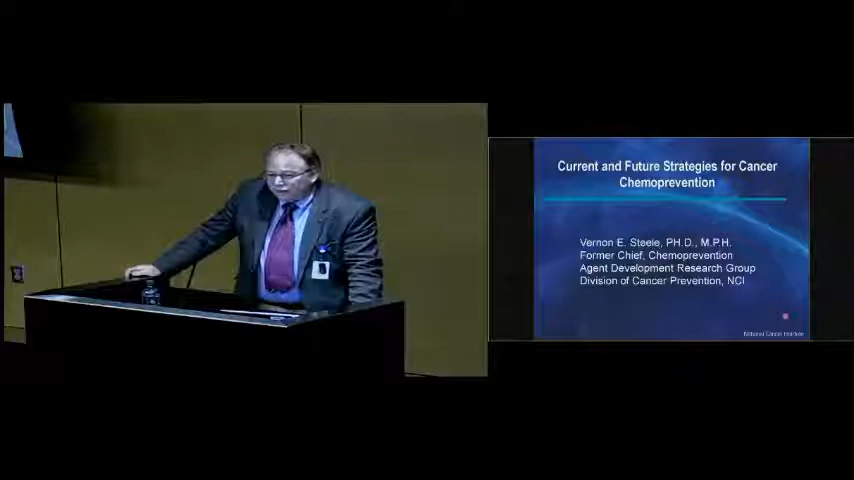 Current and Future Strategies for Cancer
Chemoprevention
Vernon E. Steele, PH.D., M.P.H.
Former Chief, Chemoprevention
Agent Development Research Group
Division of Cancer Prevention, NCI
National Cancer Institute